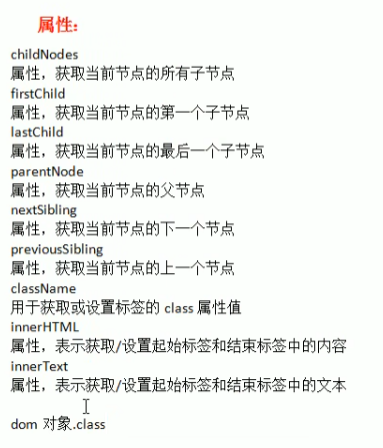 属性：
childNodes
属性，获取当前节点的所有子节点
firstChild
属性，获取当前节点的第一个子节点
lastChild
属性，获取当前节点的最后一个子节点
parentNode
属性，获取当前节点的父节点
nextSibling
属性，获取当前节点的下一个节点
previousSibling
属性，获取当前节点的上一个节点
className
用于获取或设置标签的 class 属性值
innerHTML
属性，表示获取/设置起始标签和结束标签中的内容
innerText
属性，表示获取/设置起始标签和结束标签中的文本
dom 对象.class